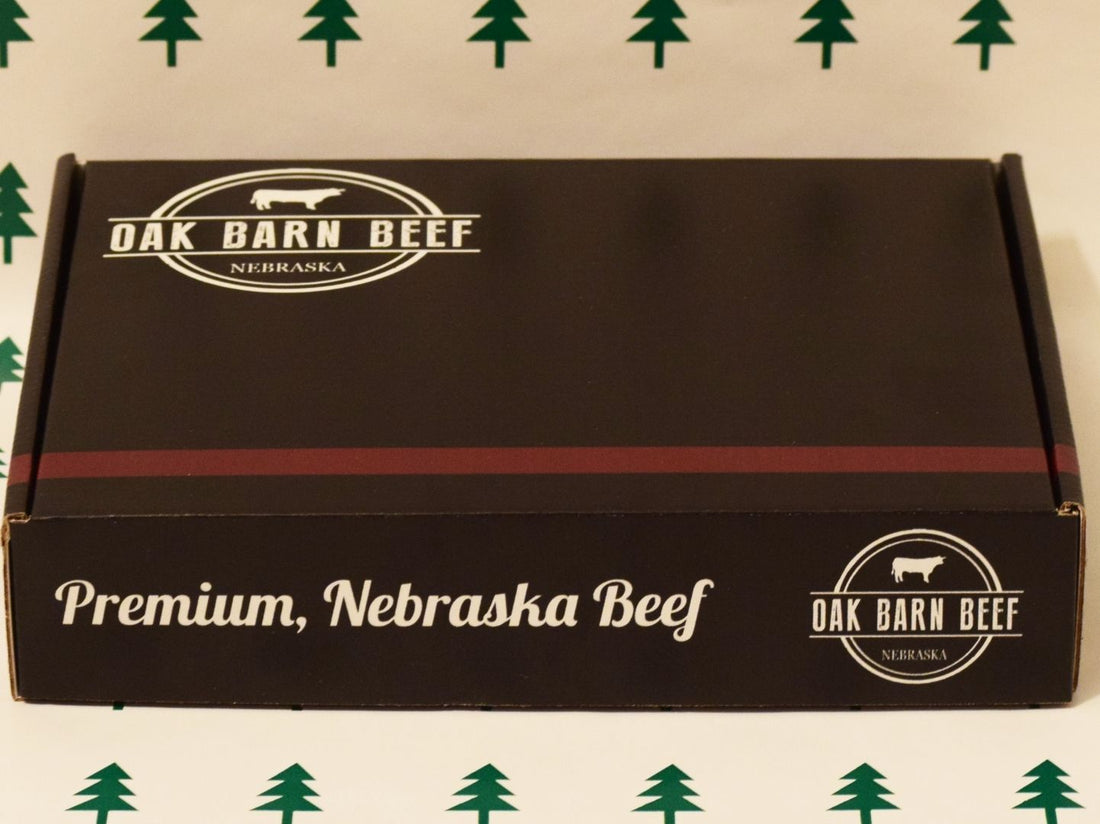 OAK BARN BEEF
NEBRASKA
Premium, Nebraska Beef
OAK BARN BEEF
NEBRASKA